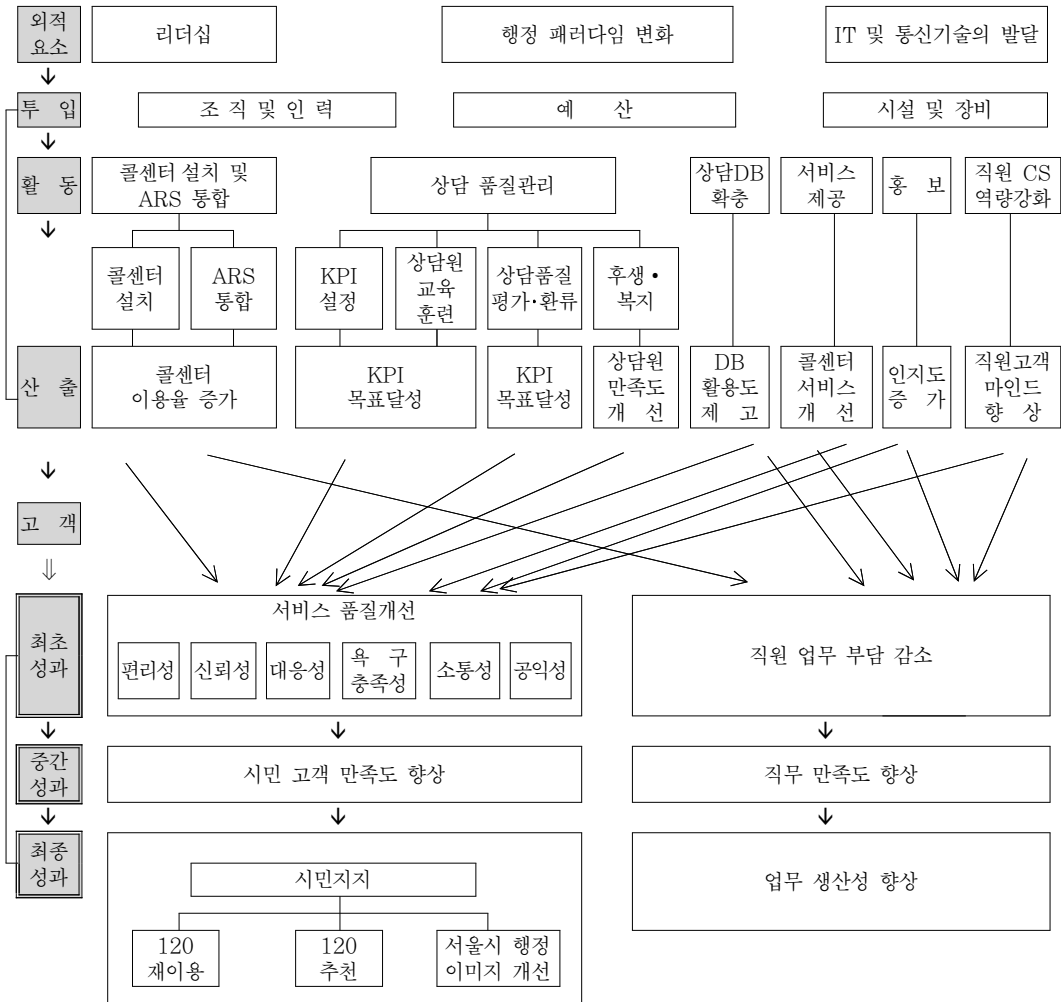 외적
요소
리더십
행정 패러다임 변화
IT 및 통신기술의 발달
투 입
조 직 및 인 력
예 산
시설 및 장비
활 동
콜센터 설치 및
ARS 통합
상담 품질관리
상담DB
확충
서비스
제공
홍 보
직원 CS
역량강화
콜센터
설치
ARS
통합
KPI
설정
상담원
교육
훈련
상담품질
평가·환류
후생·
복지
산 출
콜센터
이용율 증가
KPI
목표달성
KPI
목표달성
상담원
만족도
개 선
DB
활용도
제 고
콜센터
서비스
개 선
인지도
증 가
직원고객
마인드
향 상
고 객
최초
성과
서비스 품질개선
편리성
신뢰성
대응성
욕 구
충족성
소통성
공익성
직원 업무 부담 감소
중간
성과
시민 고객 만족도 향상
직무 만족도 향상
최종
성과
시민지지
120
재이용
120
추천
서울시 행정
이미지 개선
업무 생산성 향상